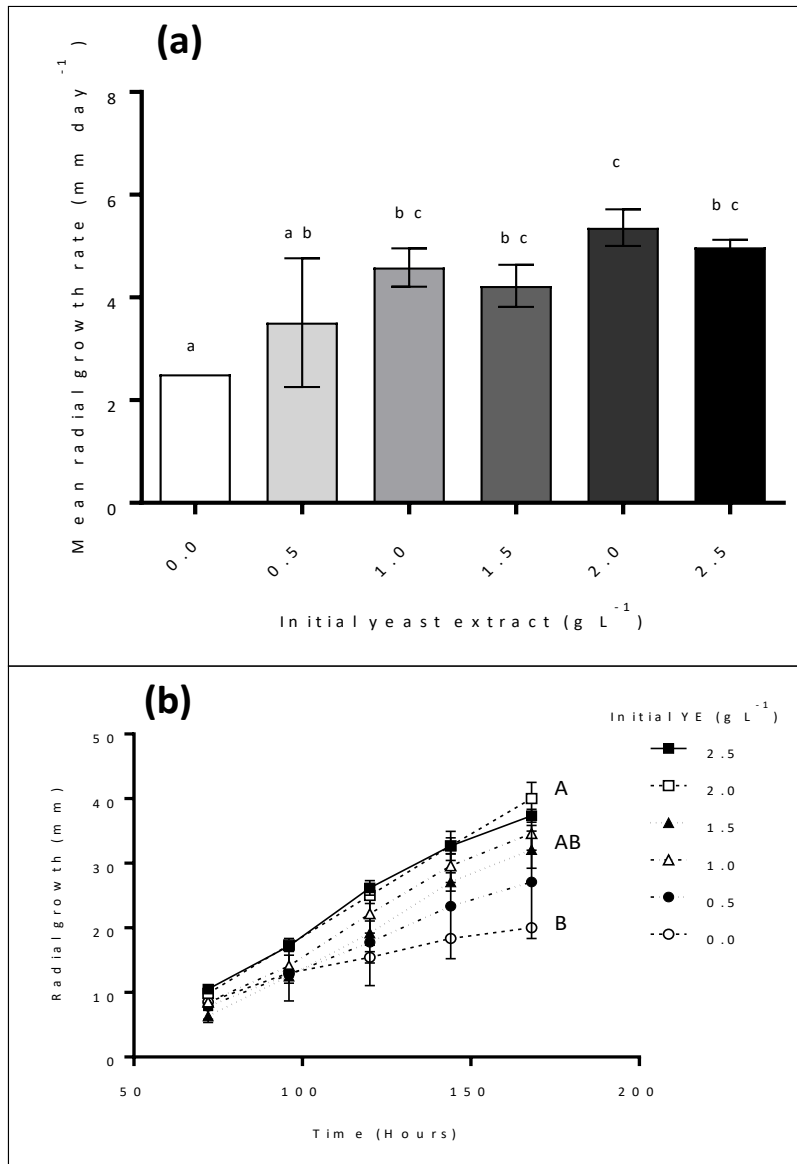 (a)
Mean radial growth rate (mm day⁻¹)
8
6
4
2
0
a
a b
b c
b c
c
b c
0.0
0.5
1.0
1.5
2.0
2.5
Initial yeast extract (g L⁻¹)
(b)
Radial growth (mm)
50
40
30
20
10
0
A
AB
B
50
100
150
200
Time (Hours)
Initial YE (g L⁻¹)
2.5
2.0
1.5
1.0
0.5
0.0